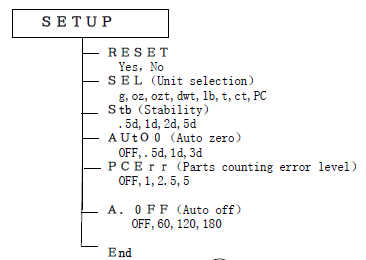 SETUP
RESET
Yes, No
SEL (Unit selection)
g, oz, ozt, dwt, lb, t, ct, PC
Stb (Stability)
.5d, 1d, 2d, 5d
AUtO0 (Auto zero)
OFF, .5d, 1d, 3d
PCErr (Parts counting error level)
OFF, 1, 2.5, 5
A. 0FF (Auto off)
OFF, 60, 120, 180
End